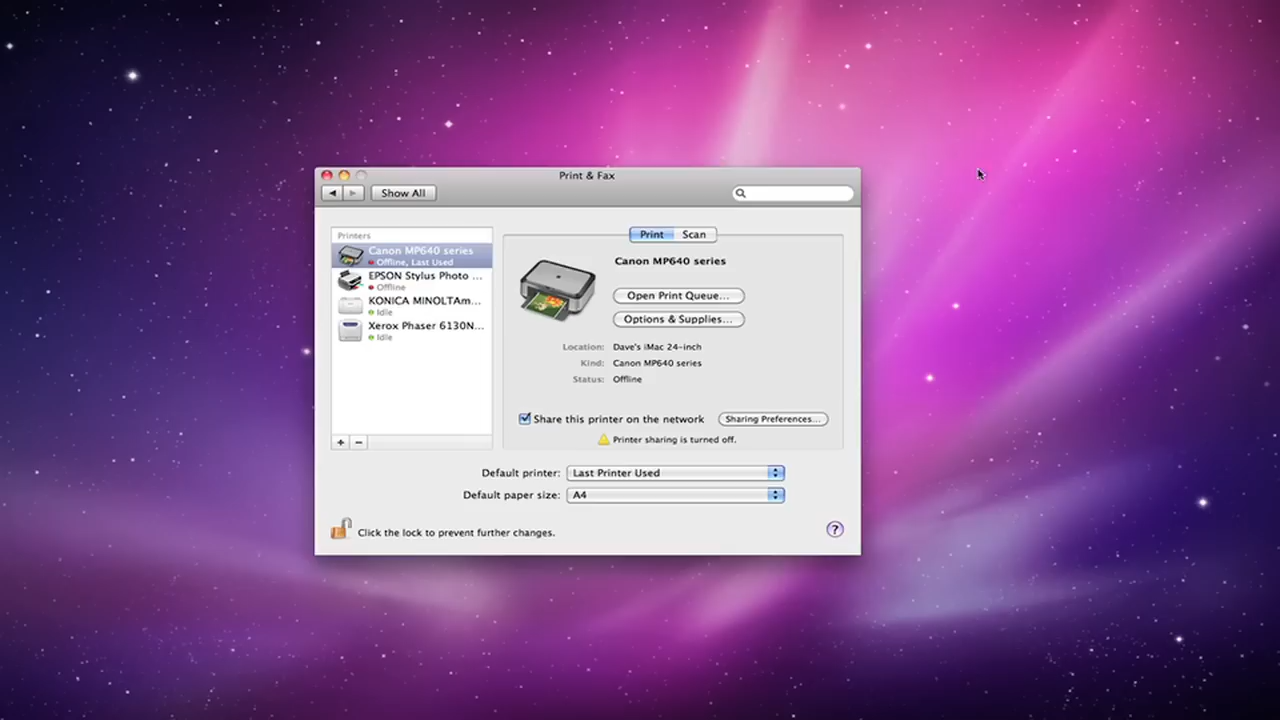 Print & Fax
Show All
Printers
Canon MP640 series
Offline, Last Used
EPSON Stylus Photo ...
Offline
KONICA MINOLTAm...
Idle
Xerox Phaser 6130N...
Idle
+ −
Print Scan
Canon MP640 series
Open Print Queue...
Options & Supplies...
Location: Dave's iMac 24-inch
Kind: Canon MP640 series
Status: Offline
Share this printer on the network Sharing Preferences...
Printer sharing is turned off.
Default printer: Last Printer Used
Default paper size: A4
Click the lock to prevent further changes. ?